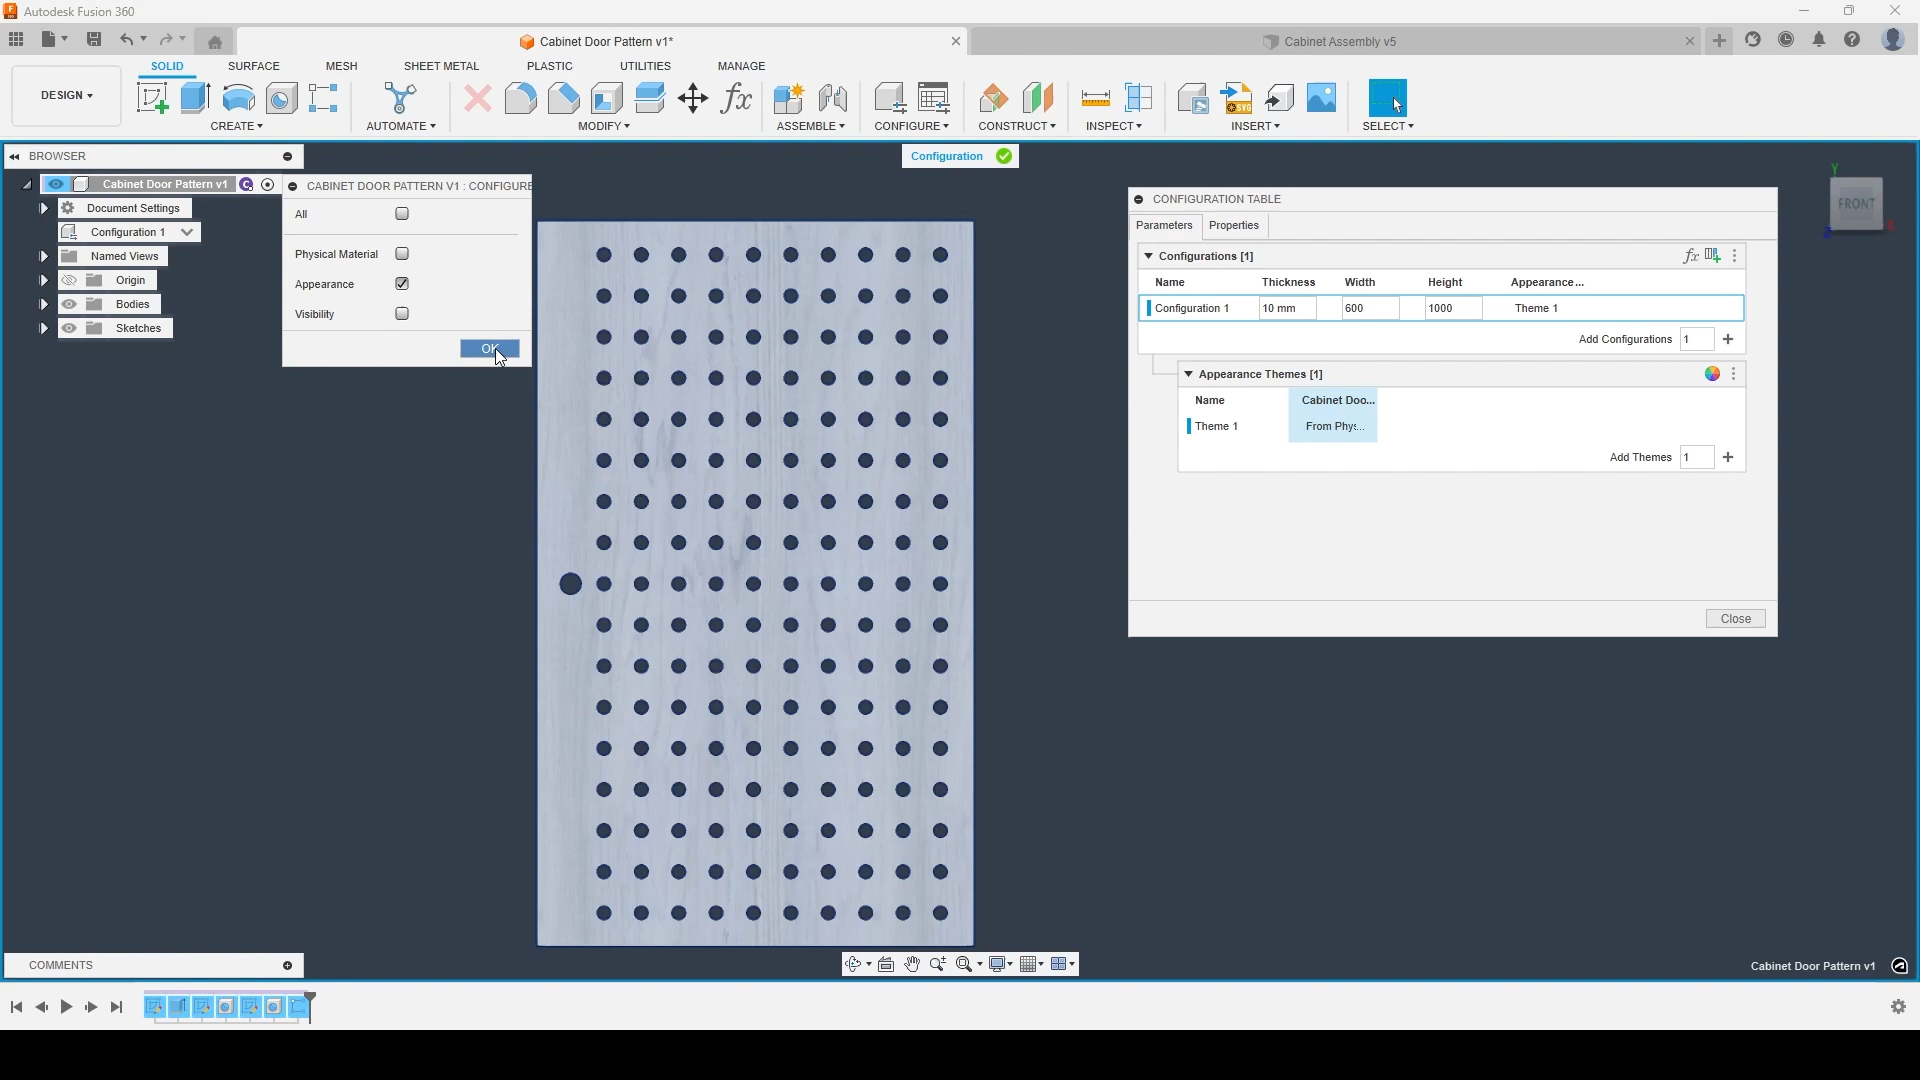 Autodesk Fusion 360
Cabinet Door Pattern v1*
Cabinet Assembly v5
DESIGN
SOLID
SURFACE
MESH
SHEET METAL
PLASTIC
UTILITIES
MANAGE
CREATE
AUTOMATE
MODIFY
ASSEMBLE
CONFIGURE
CONSTRUCT
INSPECT
INSERT
SELECT
BROWSER
Configuration
Cabinet Door Pattern v1
Document Settings
Configuration 1
Named Views
Origin
Bodies
Sketches
CABINET DOOR PATTERN V1 : CONFIGURE
All
Physical Material
Appearance
Visibility
OK
CONFIGURATION TABLE
Parameters
Properties
Configurations [1]
fx
Name Thickness Width Height Appearance...
Configuration 1 10 mm 600 1000 Theme 1
Add Configurations 1
Appearance Themes [1]
Name Cabinet Doo...
Theme 1 From Phy...
Add Themes 1
Close
FRONT
Y
Z
COMMENTS
Cabinet Door Pattern v1